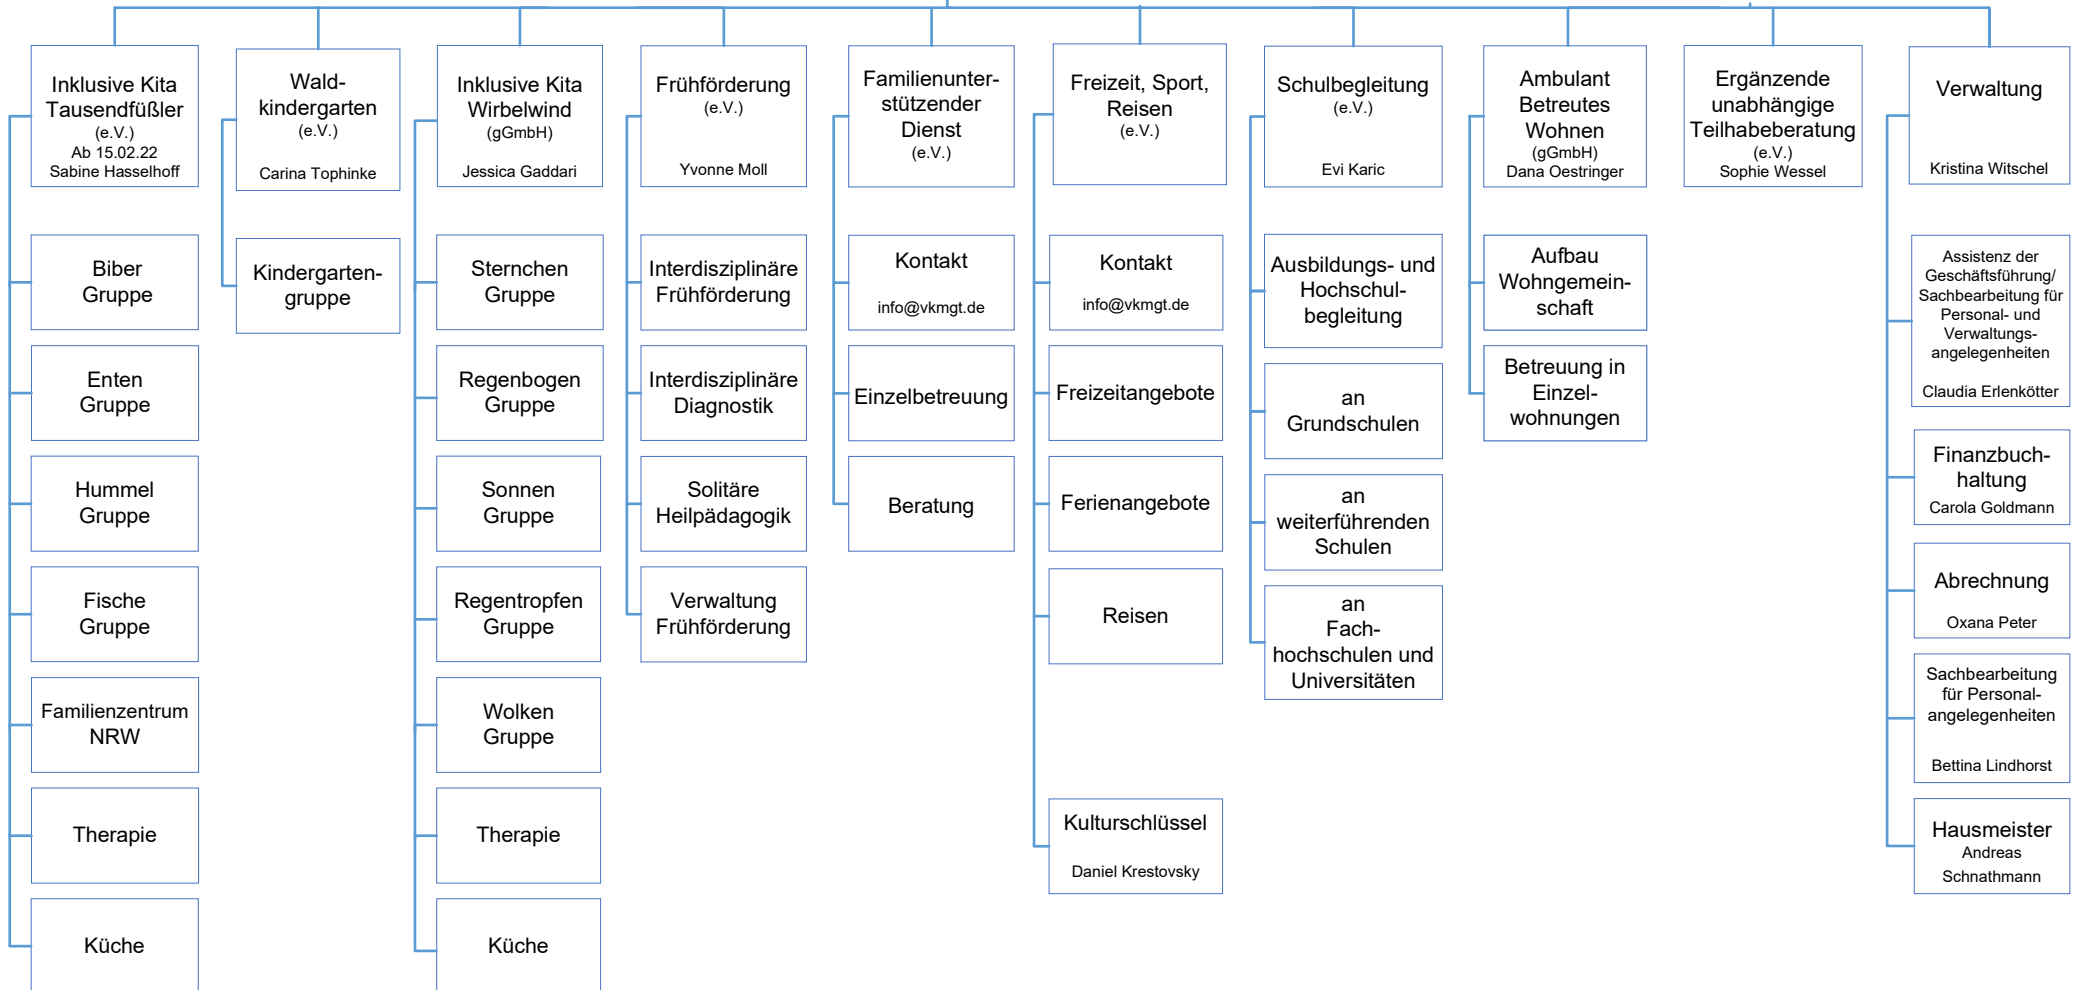 Inklusive Kita
Tausendfüßler
(e.V.)
Ab 15.02.22
Sabine Hasselhoff
Biber
Gruppe
Enten
Gruppe
Hummel
Gruppe
Fische
Gruppe
Familienzentrum
NRW
Therapie
Küche
Wald-
kindergarten
(e.V.)
Carina Tophinke
Kindergarten-
gruppe
Inklusive Kita
Wirbelwind
(gGmbH)
Jessica Gaddari
Sternchen
Gruppe
Regenbogen
Gruppe
Sonnen
Gruppe
Regentropfen
Gruppe
Wolken
Gruppe
Therapie
Küche
Frühförderung
(e.V.)
Yvonne Moll
Interdisziplinäre
Frühförderung
Interdisziplinäre
Diagnostik
Solitäre
Heilpädagogik
Verwaltung
Frühförderung
Familienunter-
stützender
Dienst
(e.V.)
Kontakt
info@vkmgt.de
Einzelbetreuung
Beratung
Freizeit, Sport,
Reisen
(e.V.)
Kontakt
info@vkmgt.de
Freizeitangebote
Ferienangebote
Reisen
Kulturschlüssel
Daniel Krestovsky
Schulbegleitung
(e.V.)
Evi Karic
Ausbildungs- und
Hochschul-
begleitung
an
Grundschulen
an
weiterführenden
Schulen
an
Fach-
hochschulen und
Universitäten
Ambulant
Betreutes
Wohnen
(gGmbH)
Dana Oestringer
Aufbau
Wohngemein-
schaft
Betreuung in
Einzel-
wohnungen
Ergänzende
unabhängige
Teilhabeberatung
(e.V.)
Sophie Wessel
Verwaltung
Kristina Witschel
Assistenz der
Geschäftsführung/
Sachbearbeitung für
Personal- und
Verwaltungs-
angelegenheiten
Claudia Erlenkötter
Finanzbuch-
haltung
Carola Goldmann
Abrechnung
Oxana Peter
Sachbearbeitung
für Personal-
angelegenheiten
Bettina Lindhorst
Hausmeister
Andreas
Schnathmann